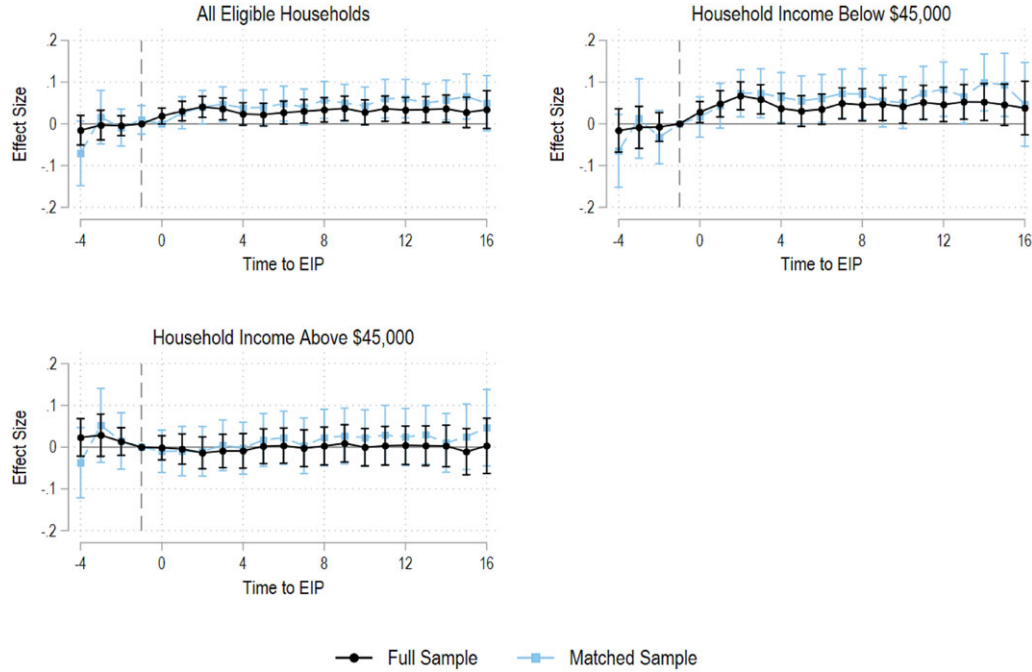 All Eligible Households
.2
.1
0
-.1
-.2
Effect Size
-4 0 4 8 12 16
Time to EIP
Household Income Below $45,000
.2
.1
0
-.1
-.2
Effect Size
-4 0 4 8 12 16
Time to EIP
Household Income Above $45,000
.2
.1
0
-.1
-.2
Effect Size
-4 0 4 8 12 16
Time to EIP
Full Sample Matched Sample